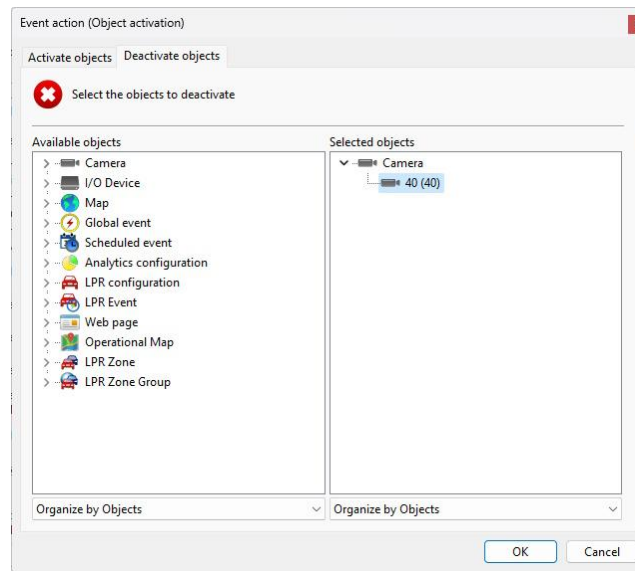 Event action (Object activation)
Activate objects
Deactivate objects
Select the objects to deactivate
Available objects
Camera
I/O Device
Map
Global event
Scheduled event
Analytics configuration
LPR configuration
LPR Event
Web page
Operational Map
LPR Zone
LPR Zone Group
Organize by Objects
Selected objects
Camera
40 (40)
Organize by Objects
OK
Cancel